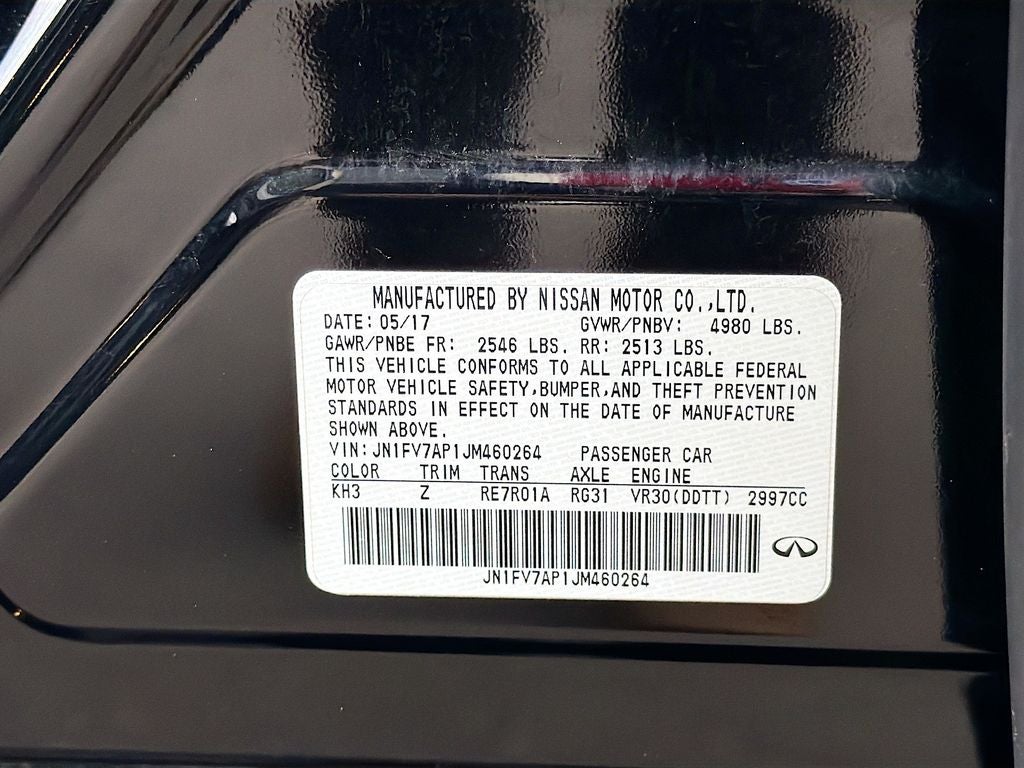 MANUFACTURED BY NISSAN MOTOR CO.,LTD.
DATE: 05/17 GVWR/PNBV: 4980 LBS.
GAWR/PNBE FR: 2546 LBS. RR: 2513 LBS.
THIS VEHICLE CONFORMS TO ALL APPLICABLE FEDERAL
MOTOR VEHICLE SAFETY,BUMPER,AND THEFT PREVENTION
STANDARDS IN EFFECT ON THE DATE OF MANUFACTURE
SHOWN ABOVE.
VIN:JN1FV7AP1JM460264 PASSENGER CAR
COLOR TRIM TRANS AXLE ENGINE
KH3 Z RE7R01A RG31 VR30(DDTT) 2997CC
JN1FV7AP1JM460264